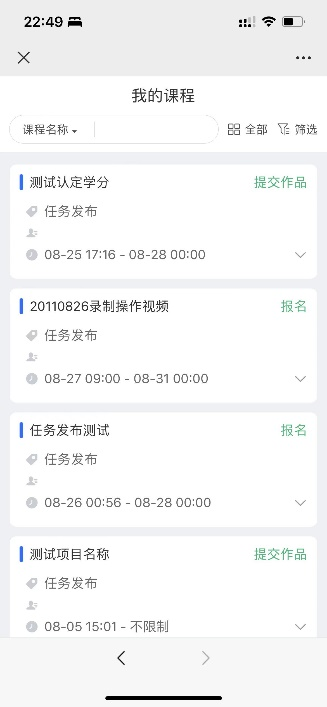 22:49
我的课程
课程名称
全部
筛选
测试认定学分 提交作品
任务发布
08-25 17:16 - 08-28 00:00
20110826录制操作视频 报名
任务发布
08-27 09:00 - 08-31 00:00
任务发布测试 报名
任务发布
08-26 00:56 - 08-28 00:00
测试项目名称 提交作品
任务发布
08-05 15:01 - 不限制